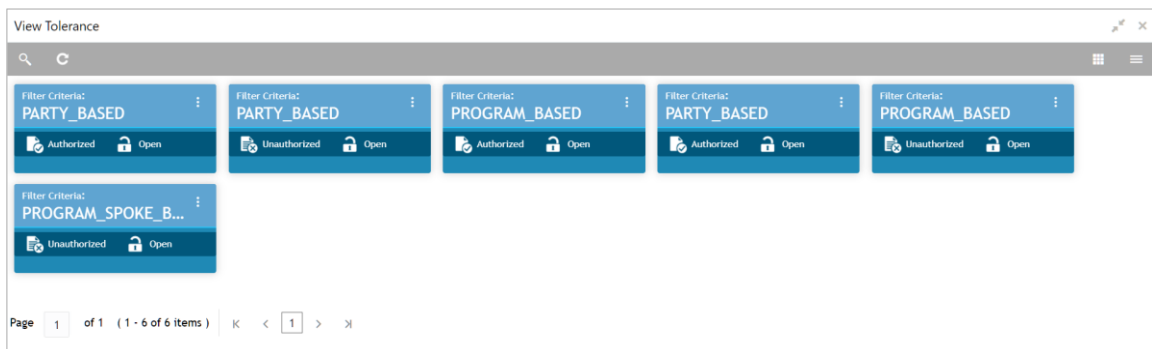 View Tolerance
Filter Criteria: Filter Criteria: Filter Criteria: Filter Criteria: Filter Criteria:
PARTY_BASED PARTY_BASED PROGRAM_BASED PARTY_BASED PROGRAM_BASED
Authorized Open Unauthorized Open Authorized Open Authorized Open Unauthorized Open
Filter Criteria:
PROGRAM_SPOKE_B...
Unauthorized Open
Page 1 of 1 ( 1 - 6 of 6 items ) 1